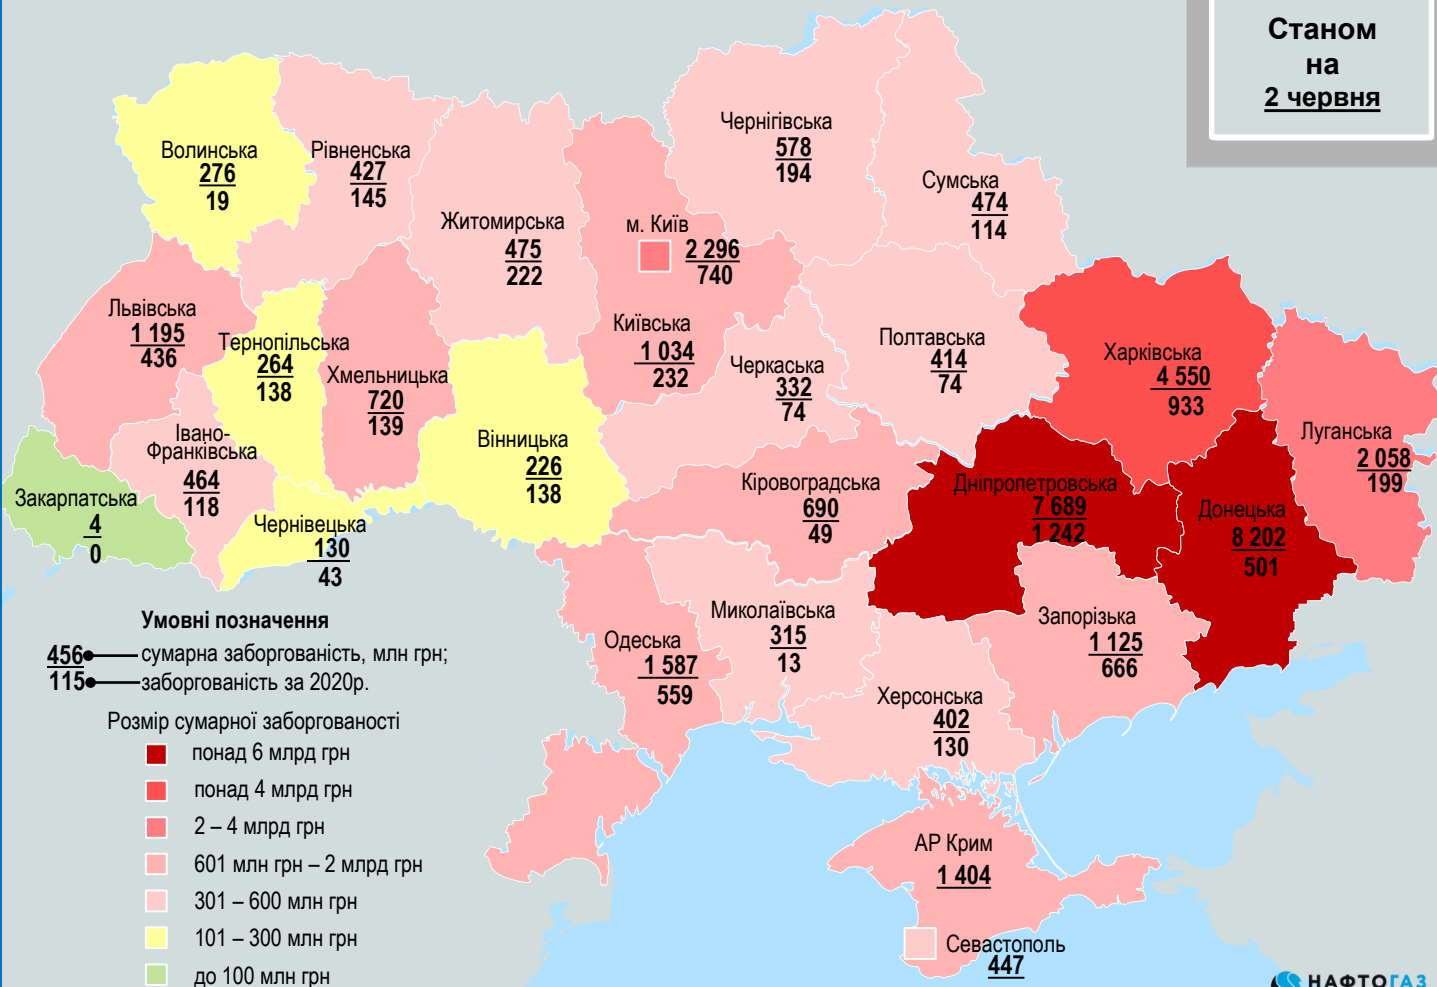 Станом
на
2 червня
Волинська
276
19
Рівненська
427
145
Житомирська
475
222
Чернігівська
578
194
Сумська
474
114
м. Київ
2 296
740
Київська
1 034
232
Львівська
1 195
436
Тернопільська
264
138
Хмельницька
720
139
Вінницька
226
138
Черкаська
332
74
Полтавська
414
74
Харківська
4 550
933
Луганська
2 058
199
Івано-
Франківська
464
118
Закарпатська
4
0
Чернівецька
130
43
Кіровоградська
690
49
Дніпропетровська
7 689
1 242
Донецька
8 202
501
Запорізька
1 125
666
Миколаївська
315
13
Одеська
1 587
559
Херсонська
402
130
АР Крим
1 404
Севастополь
447
Умовні позначення
456 сумарна заборгованість, млн грн;
115 заборгованість за 2020р.
Розмір сумарної заборгованості
понад 6 млрд грн
понад 4 млрд грн
2 – 4 млрд грн
601 млн грн – 2 млрд грн
301 – 600 млн грн
101 – 300 млн грн
до 100 млн грн
НАФТОГАЗ